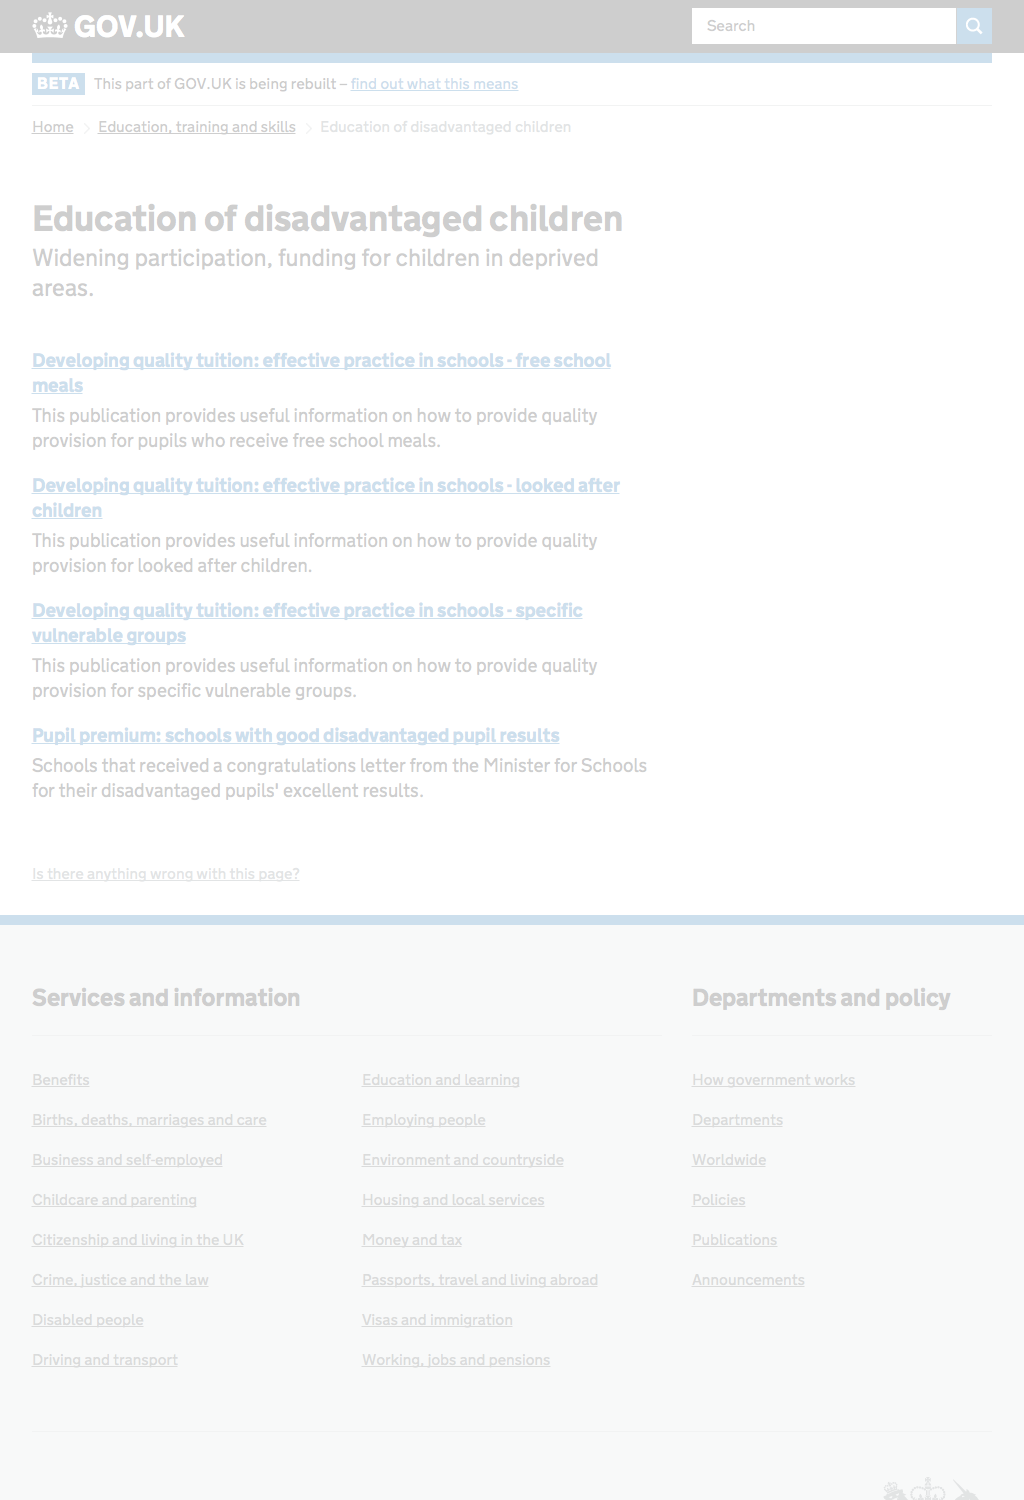 GOV.UK
Search
BETA This part of GOV.UK is being rebuilt – find out what this means
Home Education, training and skills Education of disadvantaged children
Education of disadvantaged children
Widening participation, funding for children in deprived
areas.
Developing quality tuition: effective practice in schools - free school
meals
This publication provides useful information on how to provide quality
provision for pupils who receive free school meals.
Developing quality tuition: effective practice in schools - looked after
children
This publication provides useful information on how to provide quality
provision for looked after children.
Developing quality tuition: effective practice in schools - specific
vulnerable groups
This publication provides useful information on how to provide quality
provision for specific vulnerable groups.
Pupil premium: schools with good disadvantaged pupil results
Schools that received a congratulations letter from the Minister for Schools
for their disadvantaged pupils' excellent results.
Is there anything wrong with this page?
Services and information
Benefits
Births, deaths, marriages and care
Business and self-employed
Childcare and parenting
Citizenship and living in the UK
Crime, justice and the law
Disabled people
Driving and transport
Education and learning
Employing people
Environment and countryside
Housing and local services
Money and tax
Passports, travel and living abroad
Visas and immigration
Working, jobs and pensions
Departments and policy
How government works
Departments
Worldwide
Policies
Publications
Announcements